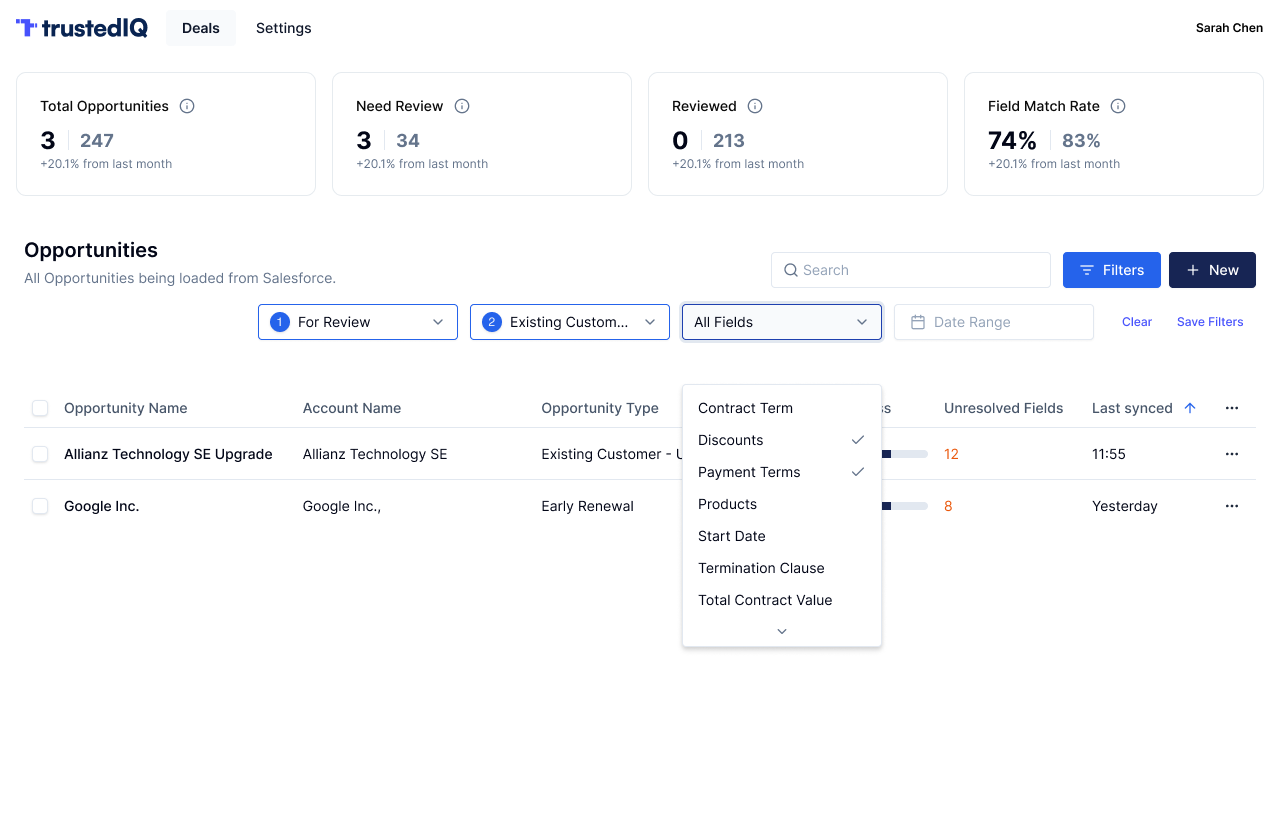 trustedIQ
Deals
Settings
Sarah Chen
Total Opportunities
3
247
+20.1% from last month
Need Review
3
34
+20.1% from last month
Reviewed
0
213
+20.1% from last month
Field Match Rate
74%
83%
+20.1% from last month
Opportunities
All Opportunities being loaded from Salesforce.
Search
Filters
New
1 For Review
2 Existing Custom...
All Fields
Date Range
Clear
Save Filters
Opportunity Name
Account Name
Opportunity Type
Unresolved Fields
Last synced
Allianz Technology SE Upgrade
Allianz Technology SE
Existing Customer - U
12
11:55
Google Inc.
Google Inc.,
Early Renewal
8
Yesterday
Contract Term
Discounts
Payment Terms
Products
Start Date
Termination Clause
Total Contract Value